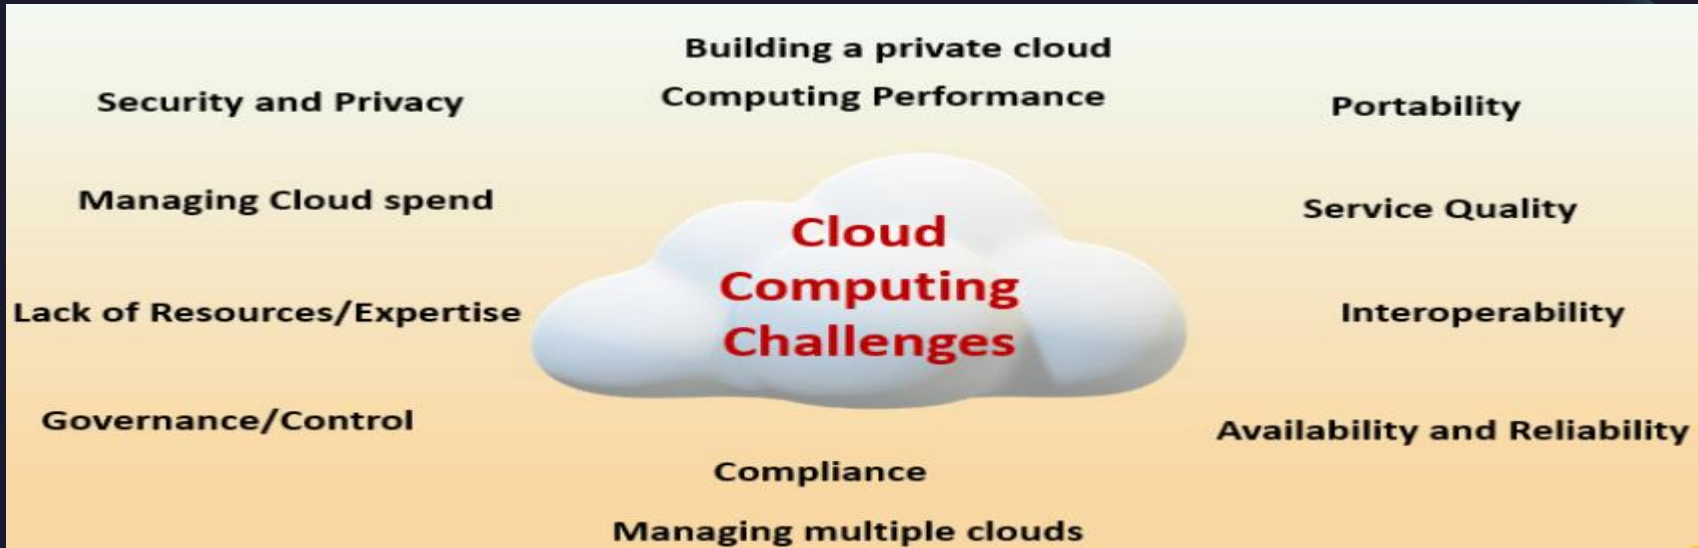 Building a private cloud
Security and Privacy
Computing Performance
Portability
Managing Cloud spend
Service Quality
Cloud
Computing
Challenges
Lack of Resources/Expertise
Interoperability
Governance/Control
Availability and Reliability
Compliance
Managing multiple clouds